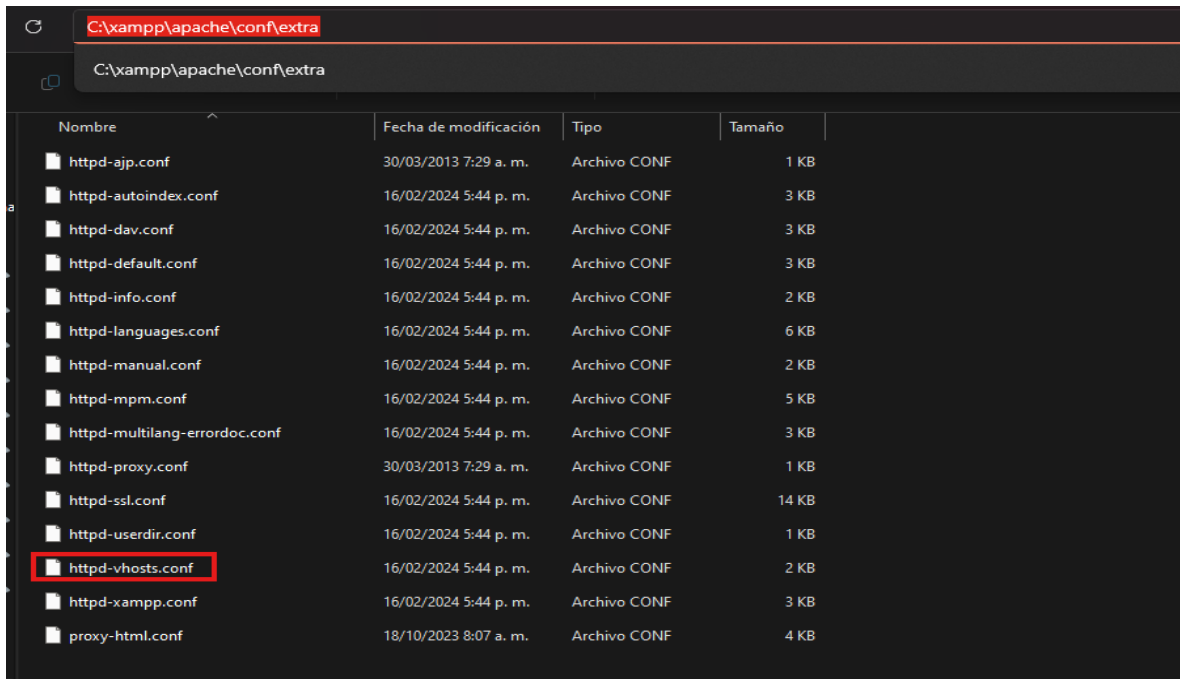 C:\xampp\apache\conf\extra
C:\xampp\apache\conf\extra
Nombre Fecha de modificación Tipo Tamaño
httpd-ajp.conf 30/03/2013 7:29 a. m. Archivo CONF 1 KB
httpd-autoindex.conf 16/02/2024 5:44 p. m. Archivo CONF 3 KB
httpd-dav.conf 16/02/2024 5:44 p. m. Archivo CONF 3 KB
httpd-default.conf 16/02/2024 5:44 p. m. Archivo CONF 3 KB
httpd-info.conf 16/02/2024 5:44 p. m. Archivo CONF 2 KB
httpd-languages.conf 16/02/2024 5:44 p. m. Archivo CONF 6 KB
httpd-manual.conf 16/02/2024 5:44 p. m. Archivo CONF 2 KB
httpd-mpm.conf 16/02/2024 5:44 p. m. Archivo CONF 5 KB
httpd-multilang-errordoc.conf 16/02/2024 5:44 p. m. Archivo CONF 3 KB
httpd-proxy.conf 30/03/2013 7:29 a. m. Archivo CONF 1 KB
httpd-ssl.conf 16/02/2024 5:44 p. m. Archivo CONF 14 KB
httpd-userdir.conf 16/02/2024 5:44 p. m. Archivo CONF 1 KB
httpd-vhosts.conf 16/02/2024 5:44 p. m. Archivo CONF 2 KB
httpd-xampp.conf 16/02/2024 5:44 p. m. Archivo CONF 3 KB
proxy-html.conf 18/10/2023 8:07 a. m. Archivo CONF 4 KB